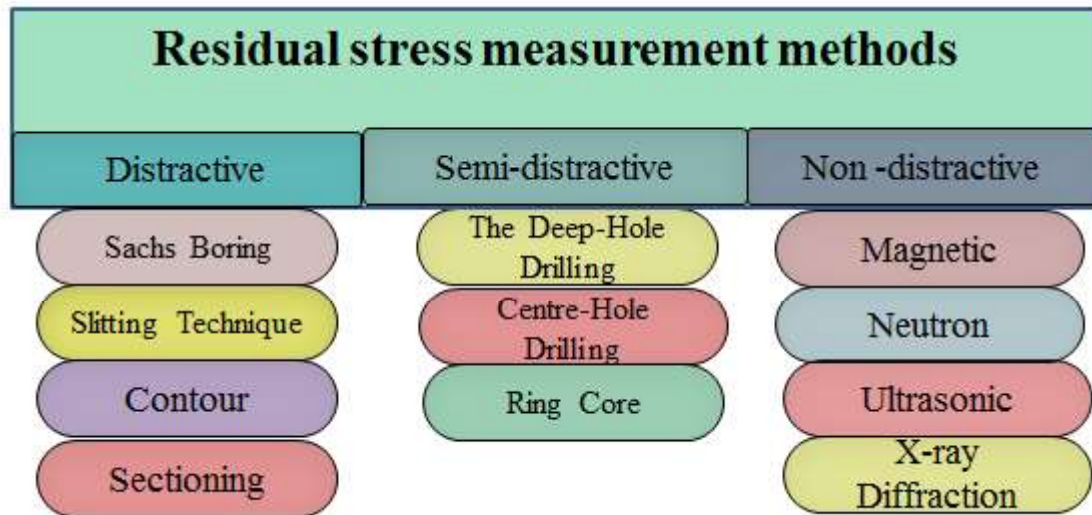 Residual stress measurement methods
Distractive
Semi-distractive
Non -distractive
Sachs Boring
Slitting Technique
Contour
Sectioning
The Deep-Hole
Drilling
Centre-Hole
Drilling
Ring Core
Magnetic
Neutron
Ultrasonic
X-ray
Diffraction